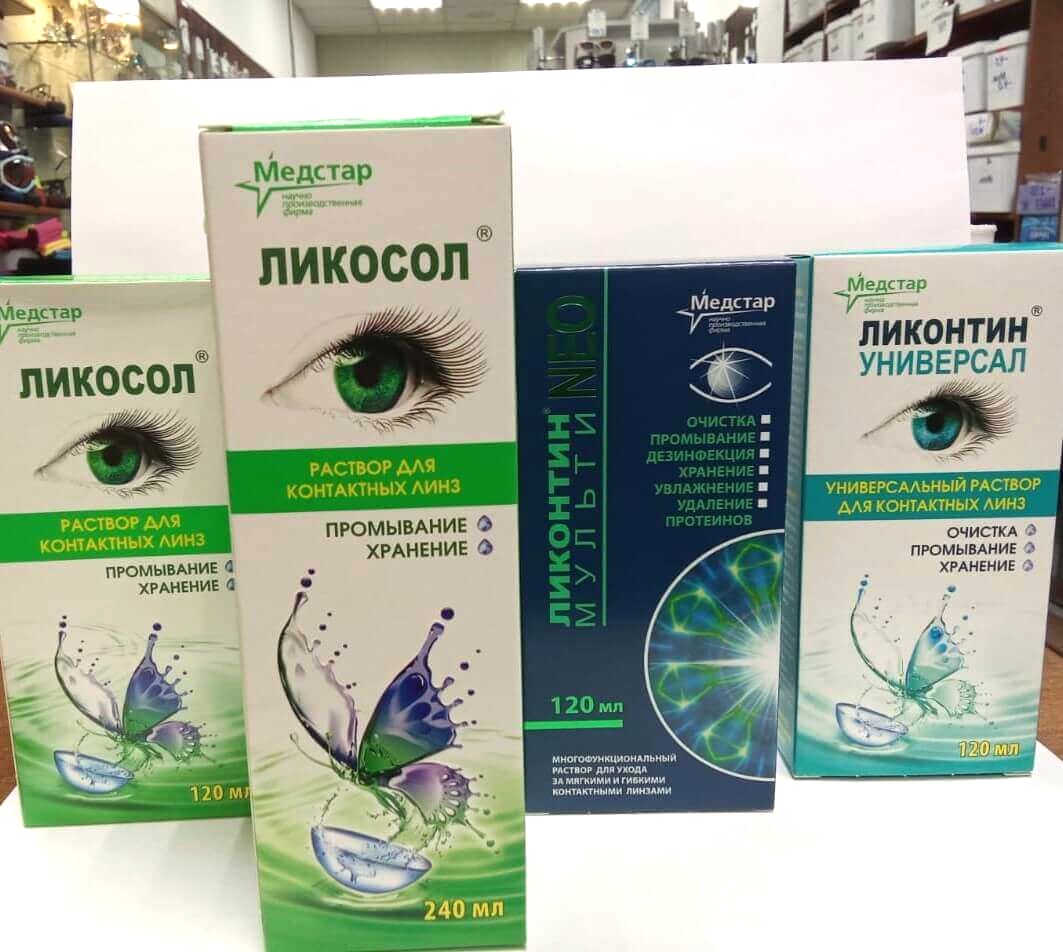 Медстар
научно
производственная
фирма
ЛИКОСОЛ®
РАСТВОР ДЛЯ
КОНТАКТНЫХ ЛИНЗ
ПРОМЫВАНИЕ
ХРАНЕНИЕ
120 мл
Медстар
научно
производственная
фирма
ЛИКОСОЛ®
РАСТВОР ДЛЯ
КОНТАКТНЫХ ЛИНЗ
ПРОМЫВАНИЕ
ХРАНЕНИЕ
240 мл
ЛИКОНТИН®
МУЛЬТИ NEO
Медстар
научно
производственная
фирма
ОЧИСТКА
ПРОМЫВАНИЕ
ДЕЗИНФЕКЦИЯ
ХРАНЕНИЕ
УВЛАЖНЕНИЕ
УДАЛЕНИЕ
ПРОТЕИНОВ
120 мл
МНОГОФУНКЦИОНАЛЬНЫЙ
РАСТВОР ДЛЯ УХОДА
ЗА МЯГКИМИ И ГИБКИМИ
КОНТАКТНЫМИ ЛИНЗАМИ
Медстар
научно
производственная
фирма
ЛИКОНТИН®
УНИВЕРСАЛ
УНИВЕРСАЛЬНЫЙ РАСТВОР
ДЛЯ КОНТАКТНЫХ ЛИНЗ
ОЧИСТКА
ПРОМЫВАНИЕ
ХРАНЕНИЕ
120 мл